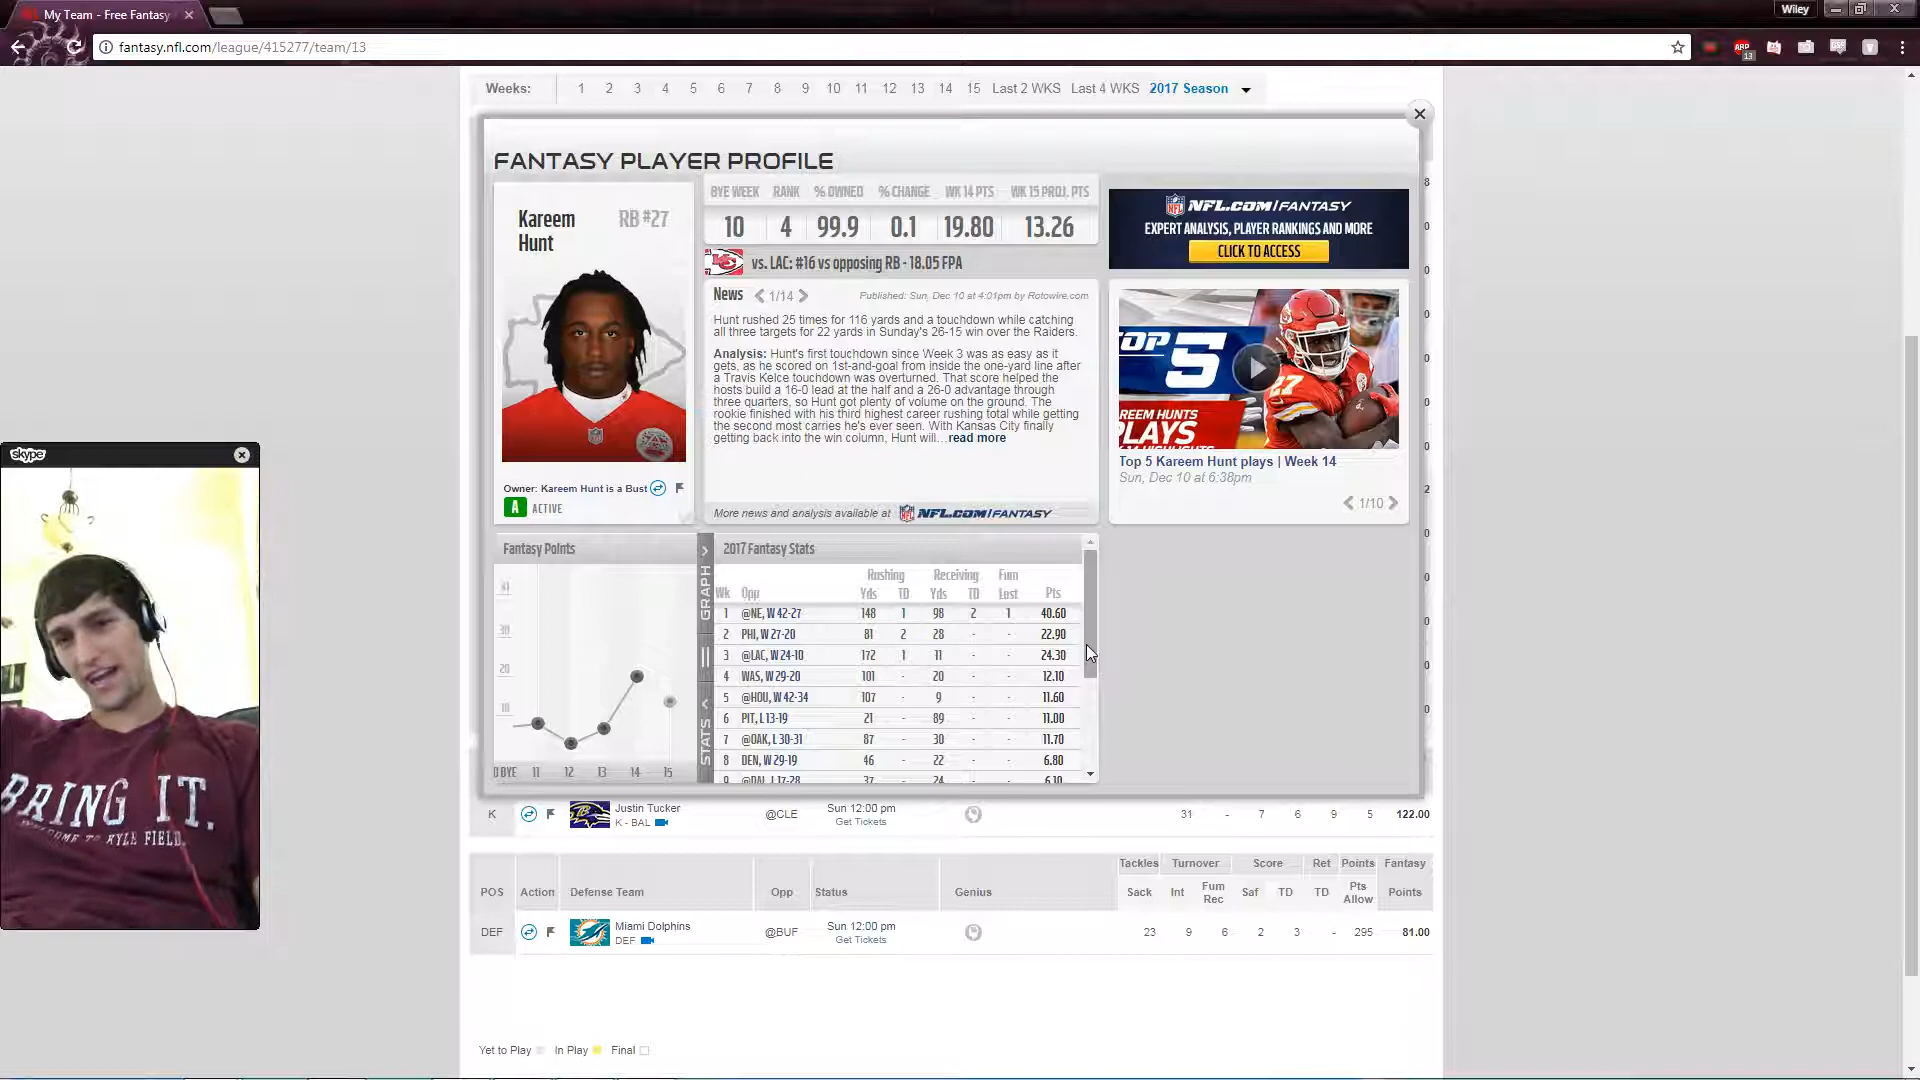 My Team - Free Fantasy
Wiley
fantasy.nfl.com/league/415277/team/13
ABP
13
Weeks: 1 2 3 4 5 6 7 8 9 10 11 12 13 14 15 Last 2 WKS Last 4 WKS 2017 Season
FANTASY PLAYER PROFILE
Kareem Hunt RB #27
BYE WEEK RANK % OWNED % CHANGE WK 14 PTS WK 15 PROJ. PTS
10 4 99.9 0.1 19.80 13.26
vs. LAC: #16 vs opposing RB - 18.05 FPA
NFL.COM/FANTASY
EXPERT ANALYSIS, PLAYER RANKINGS AND MORE
CLICK TO ACCESS
News 1/14 Published: Sun, Dec 10 at 4:01pm by Rotowire.com
Hunt rushed 25 times for 116 yards and a touchdown while catching
all three targets for 22 yards in Sunday's 26-15 win over the Raiders.
Analysis: Hunt's first touchdown since Week 3 was as easy as it
gets, as he scored on 1st-and-goal from inside the one-yard line after
a Travis Kelce touchdown was overturned. That score helped the
hosts build a 16-0 lead at the half and a 26-0 advantage through
three quarters, so Hunt got plenty of volume on the ground. The
rookie finished with his third highest career rushing total while getting
the second most carries he's ever seen. With Kansas City finally
getting back into the win column, Hunt will...read more
More news and analysis available at NFL.COM/FANTASY
OP 5
REEM HUNTS
PLAYS
27
Top 5 Kareem Hunt plays | Week 14
Sun, Dec 10 at 6:38pm
1/10
Owner: Kareem Hunt is a Bust
A ACTIVE
skype
BRING IT.
WELCOME TO KYLE FIELD.
Fantasy Points
41
30
20
10
BYE 11 12 13 14 15
GRAPH
STATS
2017 Fantasy Stats
Rushing Receiving Fum
Wk Opp Yds TD Yds TD Lost Pts
1 @NE, W 42-27 148 1 98 2 1 40.60
2 PHI, W 27-20 81 2 28 - - 22.90
3 @LAC, W 24-10 172 1 11 - - 24.30
4 WAS, W 29-20 101 - 20 - - 12.10
5 @HOU, W 42-34 107 - 9 - - 11.60
6 PIT, L 13-19 21 - 89 - - 11.00
7 @OAK, L 30-31 87 - 30 - - 11.70
8 DEN, W 29-19 46 - 22 - - 6.80
9 @DAL, L 17-28 37 - 24 - - 6.10
K Justin Tucker @CLE Sun 12:00 pm 31 - 7 6 9 5 122.00
K - BAL Get Tickets
Tackles Turnover Score Ret Points Fantasy
POS Action Defense Team Opp Status Genius Sack Int Fum Rec Saf TD TD Pts Allow Points
DEF Miami Dolphins @BUF Sun 12:00 pm 23 9 6 2 3 - 295 81.00
DEF Get Tickets
Yet to Play In Play Final